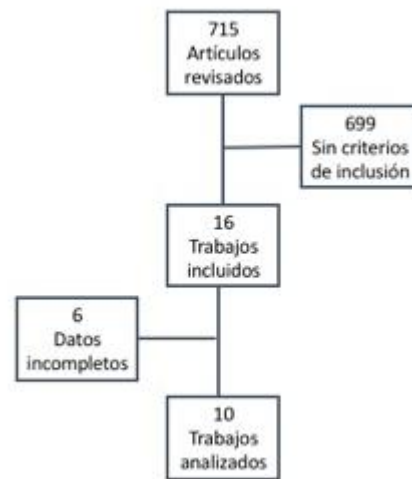 715
Artículos
revisados
699
Sin criterios
de inclusión
16
Trabajos
incluidos
6
Datos
incompletos
10
Trabajos
analizados